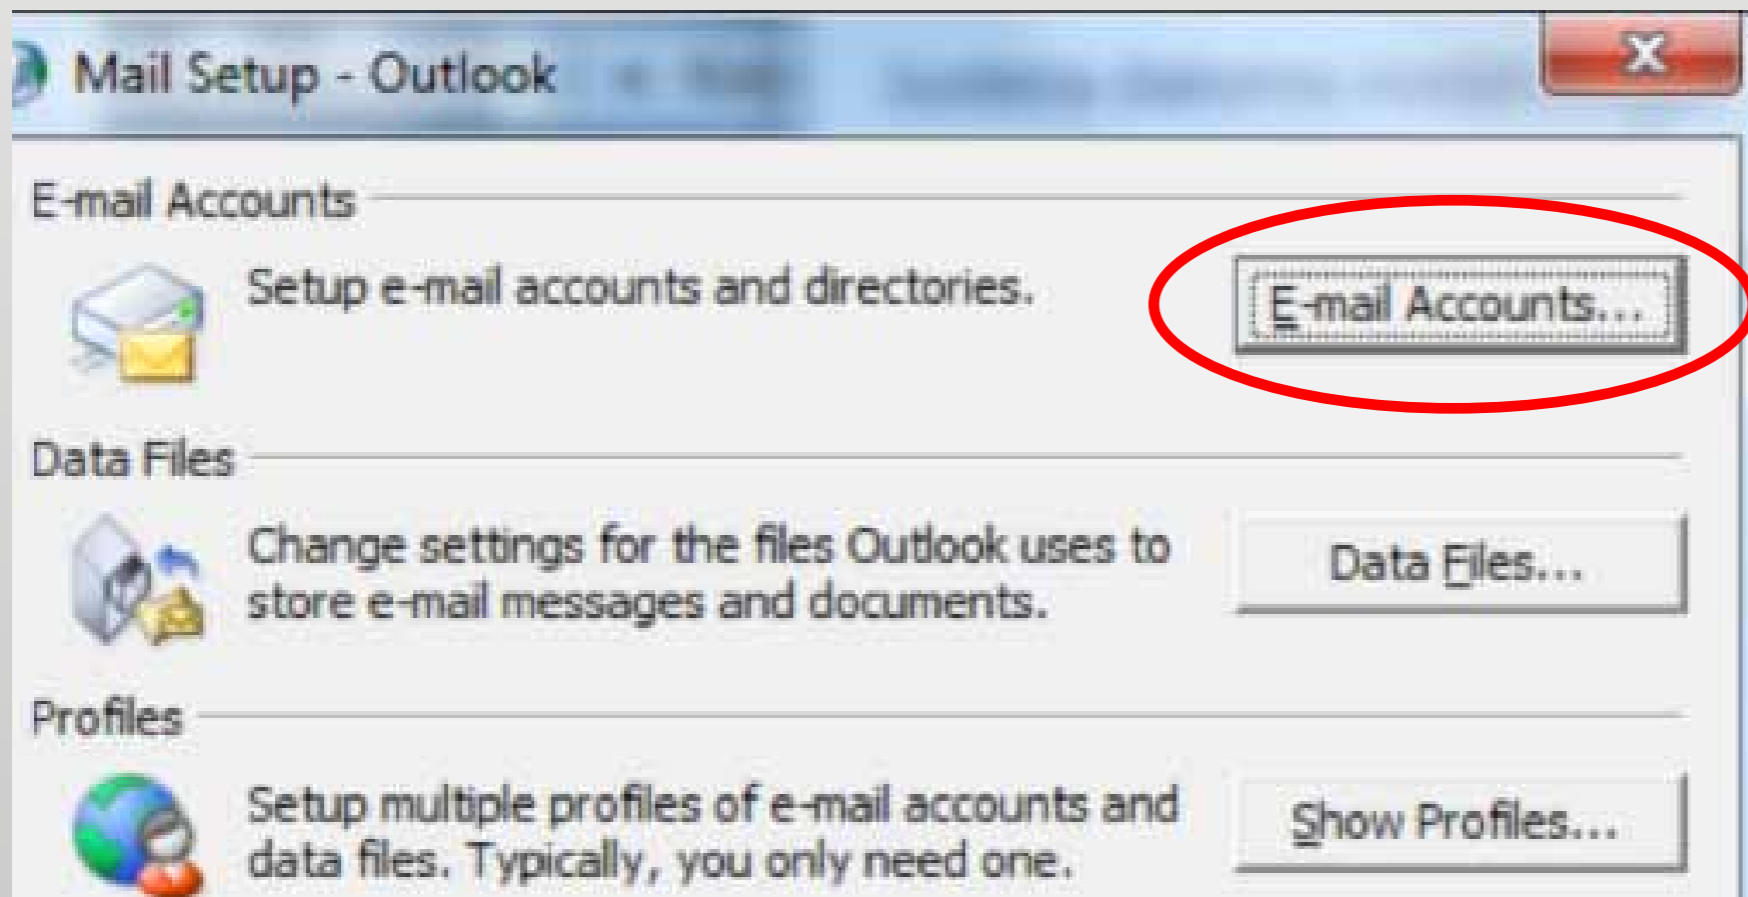 Mail Setup - Outlook
E-mail Accounts
Setup e-mail accounts and directories.
E-mail Accounts...
Data Files
Change settings for the files Outlook uses to
store e-mail messages and documents.
Data Files...
Profiles
Setup multiple profiles of e-mail accounts and
data files. Typically, you only need one.
Show Profiles...